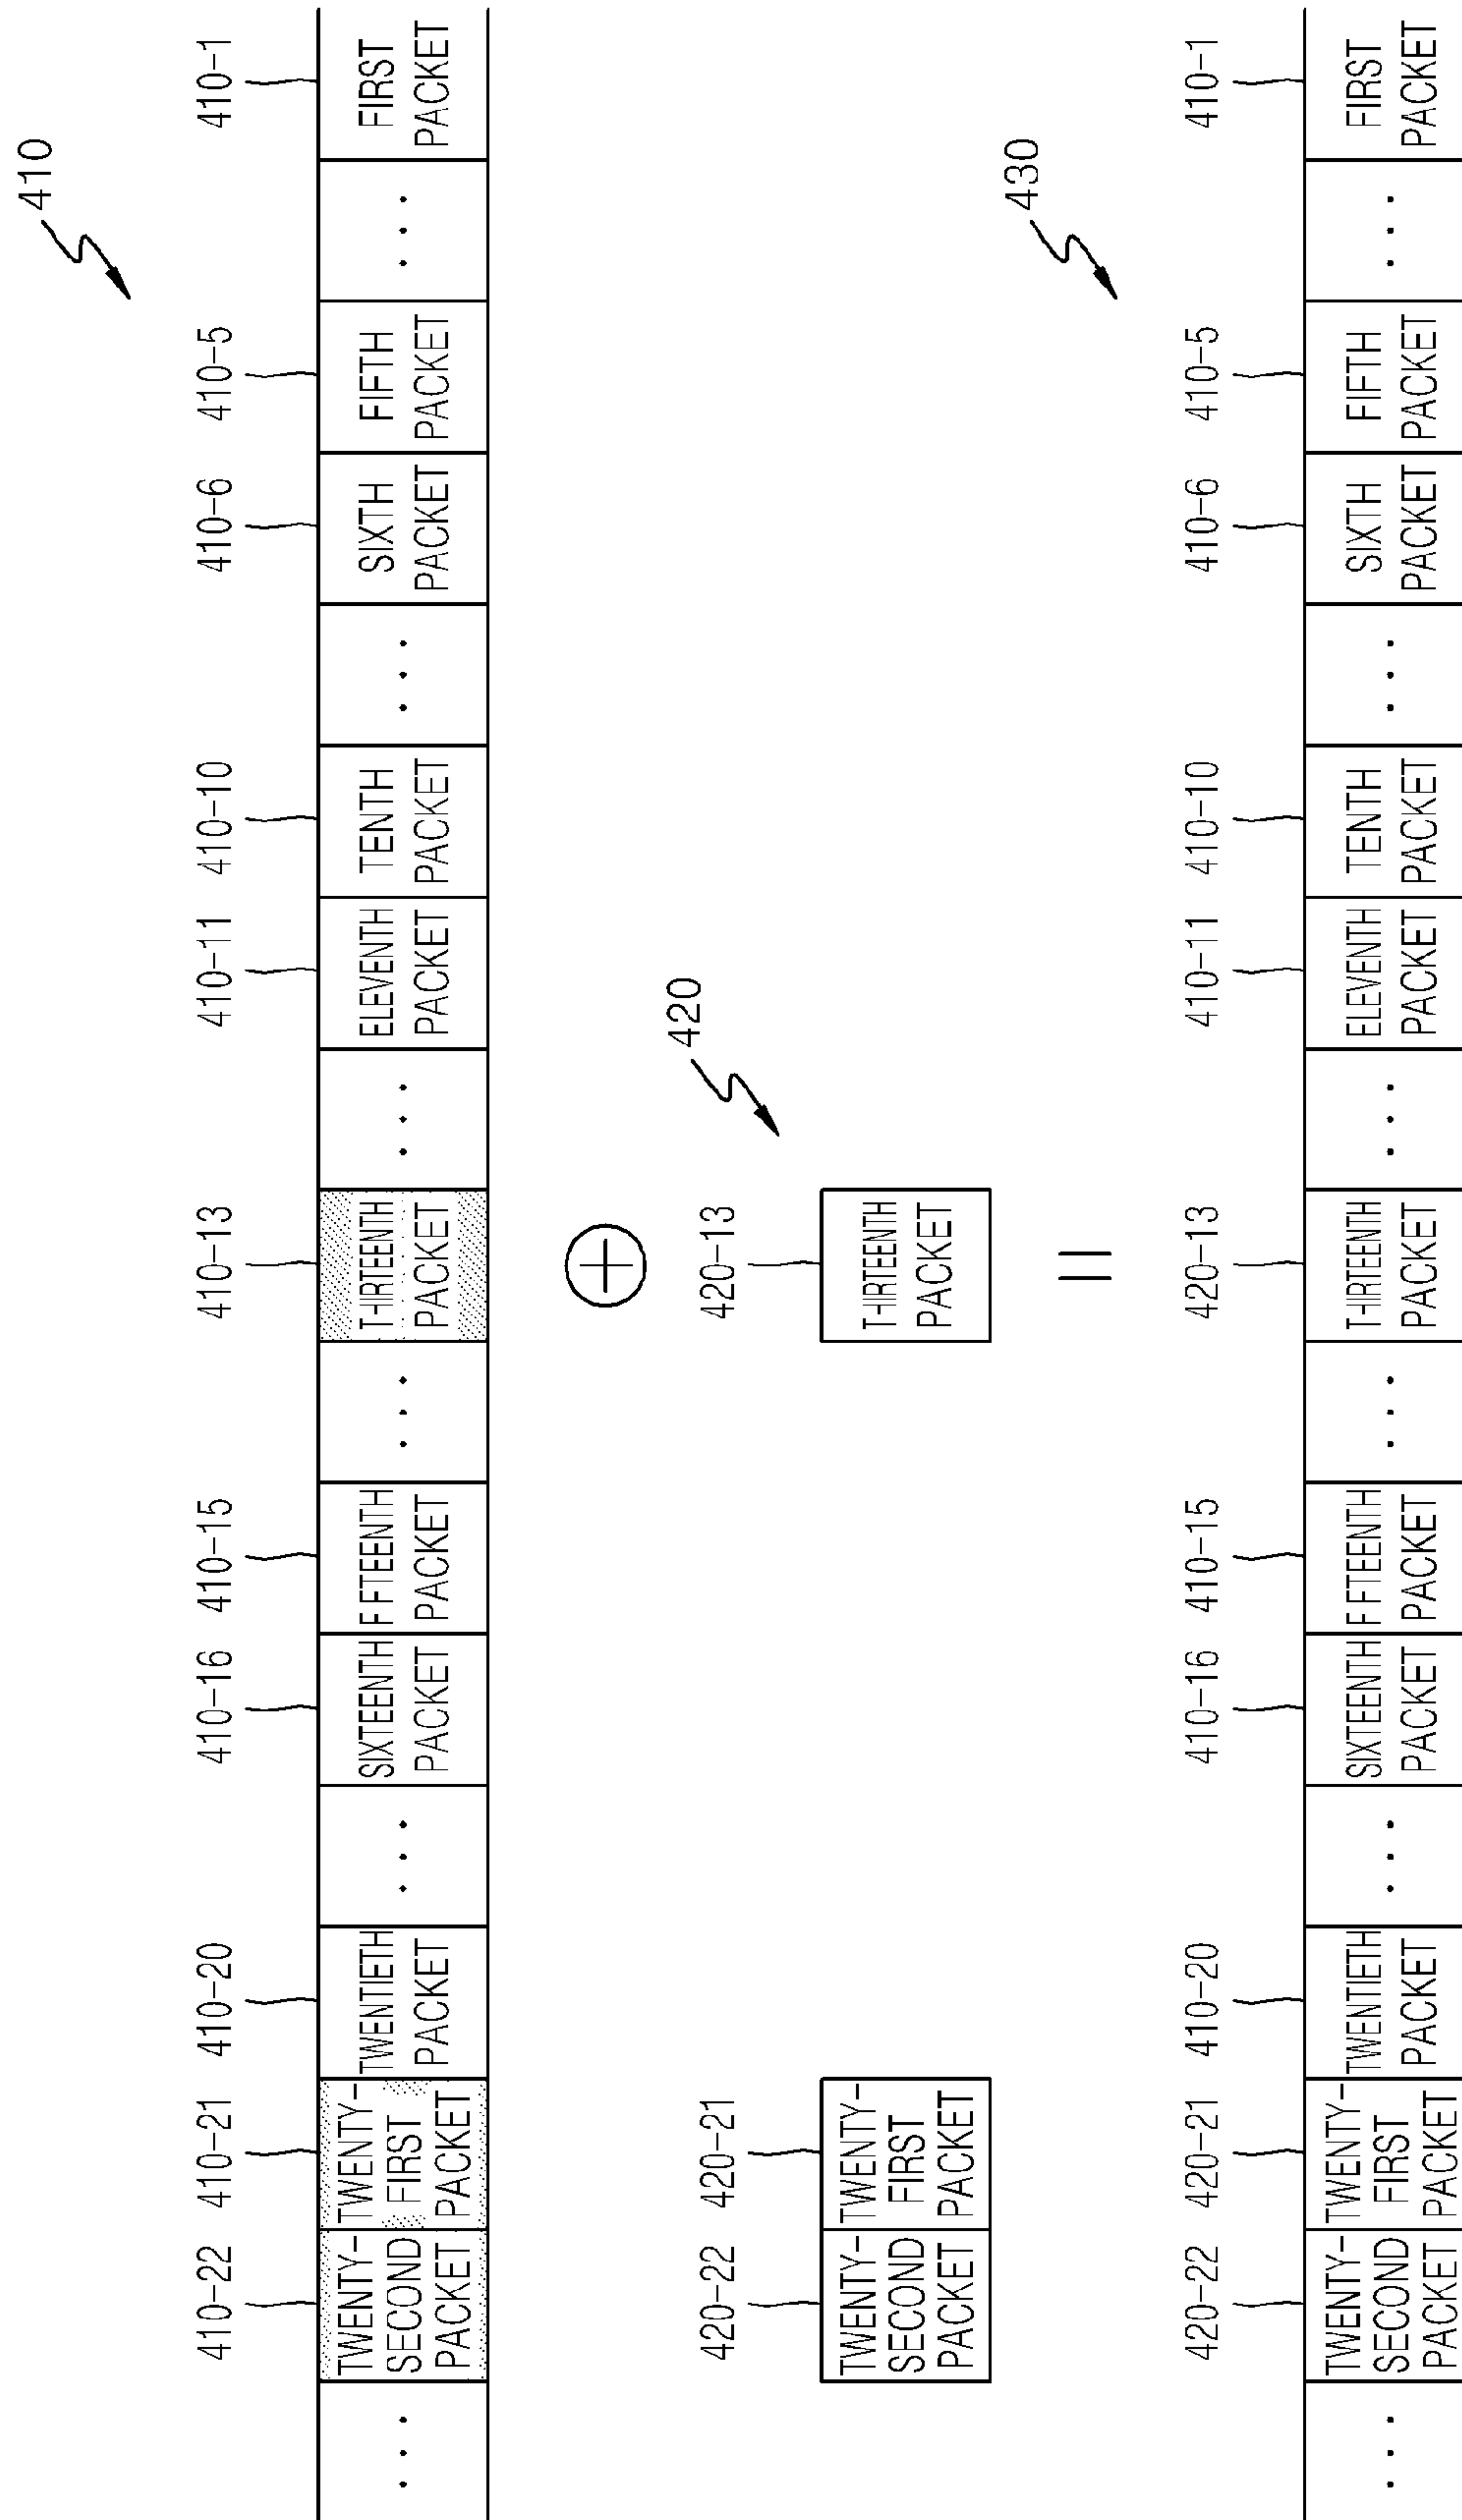 410
410-22
410-21
410-20
410-16
410-15
410-13
410-11
410-10
410-6
410-5
410-1
...
TWENTY-
SECOND
PACKET
TWENTY-
FIRST
PACKET
TWENTIETH
PACKET
...
SIXTEENTH
PACKET
FIFTEENTH
PACKET
...
THIRTEENTH
PACKET
...
ELEVENTH
PACKET
TENTH
PACKET
...
SIXTH
PACKET
FIFTH
PACKET
...
FIRST
PACKET
+
420
420-22
420-21
420-13
TWENTY-
SECOND
PACKET
TWENTY-
FIRST
PACKET
THIRTEENTH
PACKET
=
430
420-22
420-21
410-20
410-16
410-15
420-13
410-11
410-10
410-6
410-5
410-1
...
TWENTY-
SECOND
PACKET
TWENTY-
FIRST
PACKET
TWENTIETH
PACKET
...
SIXTEENTH
PACKET
FIFTEENTH
PACKET
...
THIRTEENTH
PACKET
...
ELEVENTH
PACKET
TENTH
PACKET
...
SIXTH
PACKET
FIFTH
PACKET
...
FIRST
PACKET